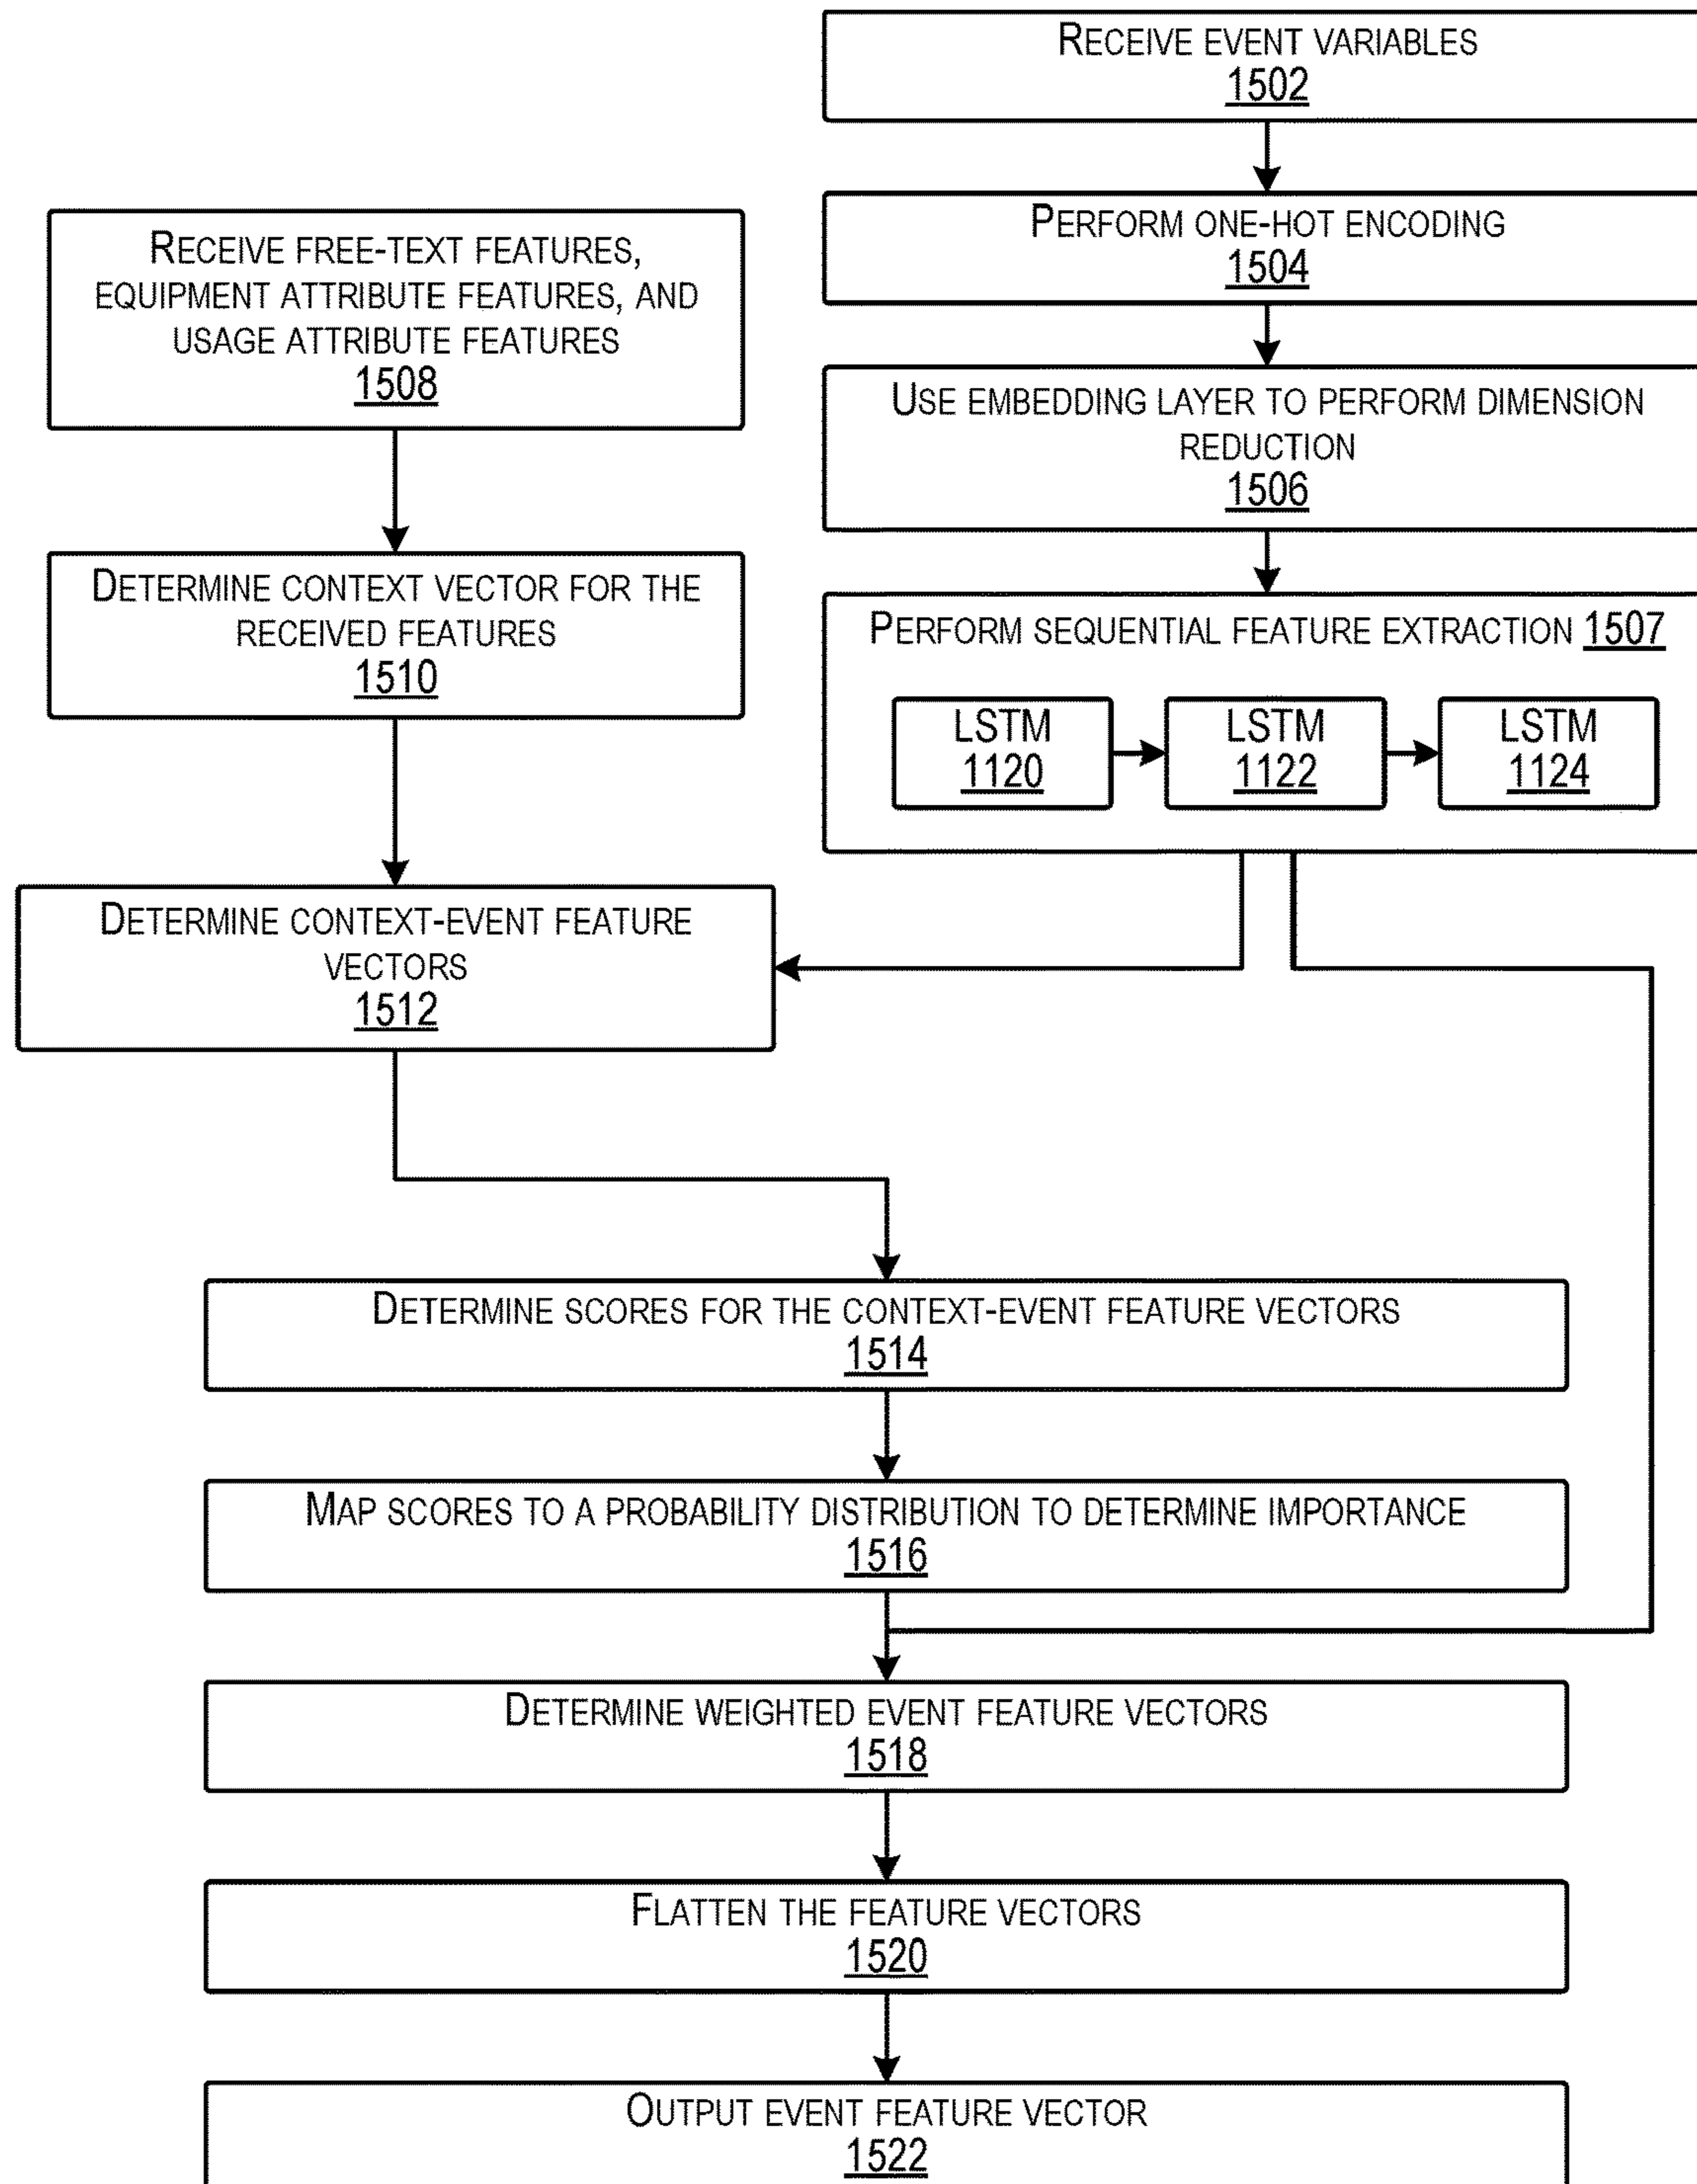 RECEIVE EVENT VARIABLES
1502
PERFORM ONE-HOT ENCODING
1504
RECEIVE FREE-TEXT FEATURES,
EQUIPMENT ATTRIBUTE FEATURES, AND
USAGE ATTRIBUTE FEATURES
1508
USE EMBEDDING LAYER TO PERFORM DIMENSION
REDUCTION
1506
DETERMINE CONTEXT VECTOR FOR THE
RECEIVED FEATURES
1510
PERFORM SEQUENTIAL FEATURE EXTRACTION 1507
LSTM
1120
LSTM
1122
LSTM
1124
DETERMINE CONTEXT-EVENT FEATURE
VECTORS
1512
DETERMINE SCORES FOR THE CONTEXT-EVENT FEATURE VECTORS
1514
MAP SCORES TO A PROBABILITY DISTRIBUTION TO DETERMINE IMPORTANCE
1516
DETERMINE WEIGHTED EVENT FEATURE VECTORS
1518
FLATTEN THE FEATURE VECTORS
1520
OUTPUT EVENT FEATURE VECTOR
1522